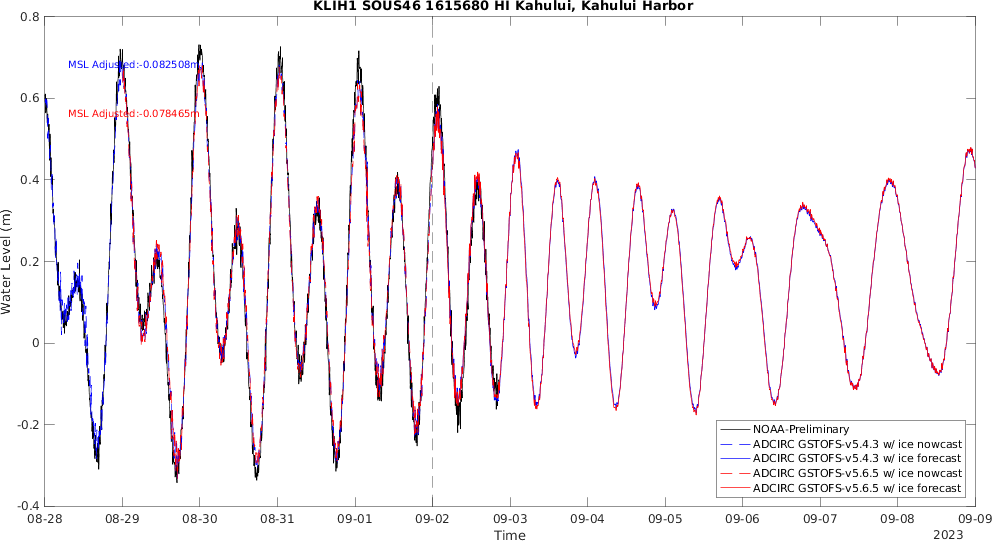 KLIH1 SOUS46 1615680 HI Kahului, Kahului Harbor
0.8
0.6
0.4
0.2
0
-0.2
-0.4
Water Level (m)
MSL Adjusted:-0.082508m
MSL Adjusted:-0.078465m
NOAA-Preliminary
ADCIRC GSTOFS-v5.4.3 w/ ice nowcast
ADCIRC GSTOFS-v5.4.3 w/ ice forecast
ADCIRC GSTOFS-v5.6.5 w/ ice nowcast
ADCIRC GSTOFS-v5.6.5 w/ ice forecast
08-28 08-29 08-30 08-31 09-01 09-02 09-03 09-04 09-05 09-06 09-07 09-08 09-09
Time
2023